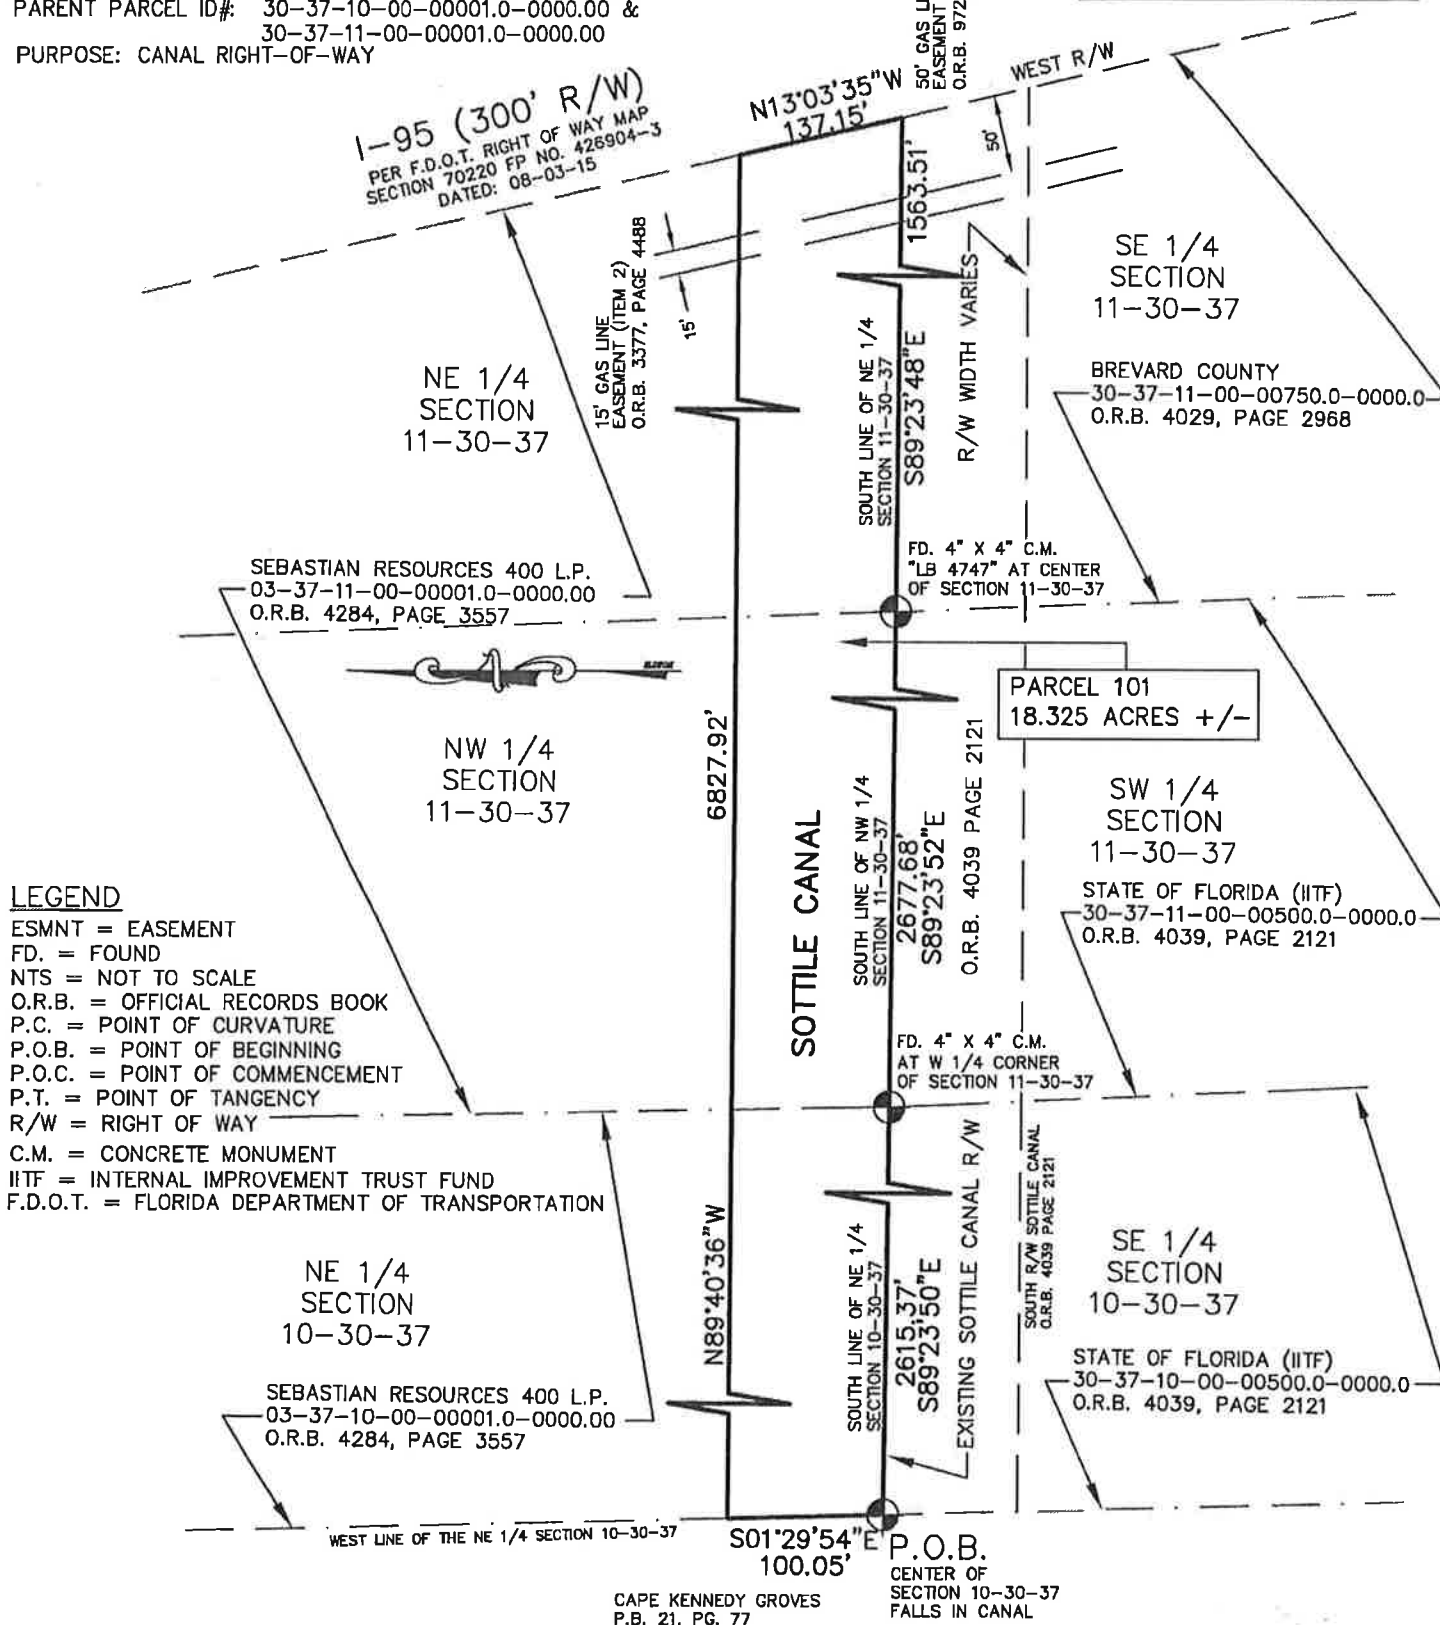 PARENT PARCEL ID#: 30-37-10-00-00001.0-0000.00 &
30-37-11-00-00001.0-0000.00
PURPOSE: CANAL RIGHT-OF-WAY
I-95 (300' R/W)
PER F.D.O.T. RIGHT OF WAY MAP
SECTION 70220 FP NO. 426904-3
DATED: 08-03-15
N13°03'35"W
137.15'
50' GAS
EASEMENT
O.R.B. 972
WEST R/W
50'
1563.51'
15' GAS LINE
EASEMENT (ITEM 2)
O.R.B. 3377, PAGE 4488
15'
R/W WIDTH VARIES
SE 1/4
SECTION
11-30-37
NE 1/4
SECTION
11-30-37
SOUTH LINE OF NE 1/4
SECTION 11-30-37
S89°23'48"E
BREVARD COUNTY
30-37-11-00-00750.0-0000.0
O.R.B. 4029, PAGE 2968
SEBASTIAN RESOURCES 400 L.P.
03-37-11-00-00001.0-0000.00
O.R.B. 4284, PAGE 3557
FD. 4" X 4" C.M.
"LB 4747" AT CENTER
OF SECTION 11-30-37
PARCEL 101
18.325 ACRES +/-
NW 1/4
SECTION
11-30-37
6827.92'
SOTTILE CANAL
SOUTH LINE OF NW 1/4
SECTION 11-30-37
2677.68'
S89°23'52"E
O.R.B. 4039 PAGE 2121
SW 1/4
SECTION
11-30-37
STATE OF FLORIDA (IITF)
30-37-11-00-00500.0-0000.0
O.R.B. 4039, PAGE 2121
LEGEND
ESMNT = EASEMENT
FD. = FOUND
NTS = NOT TO SCALE
O.R.B. = OFFICIAL RECORDS BOOK
P.C. = POINT OF CURVATURE
P.O.B. = POINT OF BEGINNING
P.O.C. = POINT OF COMMENCEMENT
P.T. = POINT OF TANGENCY
R/W = RIGHT OF WAY
C.M. = CONCRETE MONUMENT
IITF = INTERNAL IMPROVEMENT TRUST FUND
F.D.O.T. = FLORIDA DEPARTMENT OF TRANSPORTATION
FD. 4" X 4" C.M.
AT W 1/4 CORNER
OF SECTION 11-30-37
NE 1/4
SECTION
10-30-37
N89°40'36"W
SOUTH LINE OF NE 1/4
SECTION 10-30-37
2615.37'
S89°23'50"E
EXISTING SOTTILE CANAL R/W
SOUTH R/W SOTTILE CANAL
O.R.B. 4039 PAGE 2121
SE 1/4
SECTION
10-30-37
STATE OF FLORIDA (IITF)
30-37-10-00-00500.0-0000.0
O.R.B. 4039, PAGE 2121
SEBASTIAN RESOURCES 400 L.P.
03-37-10-00-00001.0-0000.00
O.R.B. 4284, PAGE 3557
WEST LINE OF THE NE 1/4 SECTION 10-30-37
S01°29'54"E
100.05'
P.O.B.
CENTER OF
SECTION 10-30-37
FALLS IN CANAL
CAPE KENNEDY GROVES
P.B. 21, PG. 77